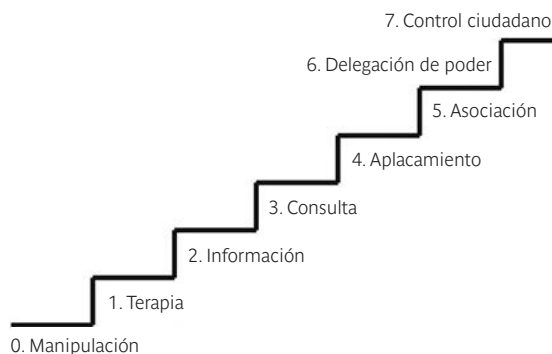 7. Control ciudadano
6. Delegación de poder
5. Asociación
4. Aplacamiento
3. Consulta
2. Información
1. Terapia
0. Manipulación